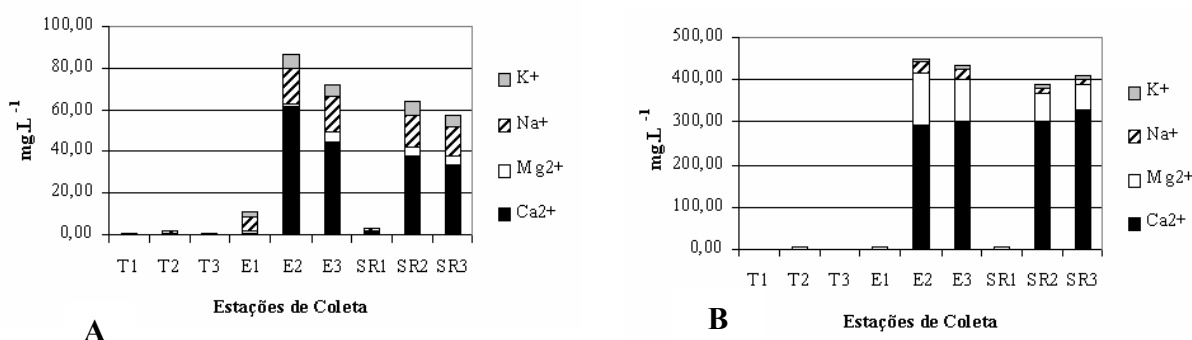 100,00
80,00
60,00
40,00
20,00
0,00
mg.L -1
T1 T2 T3 E1 E2 E3 SR1 SR2 SR3
Estações de Coleta
K+
Na+
Mg2+
Ca2+
A
500,00
400,00
300,00
200,00
100,00
0,00
mg.L -1
T1 T2 T3 E1 E2 E3 SR1 SR2 SR3
Estações de Coleta
K+
Na+
Mg2+
Ca2+
B